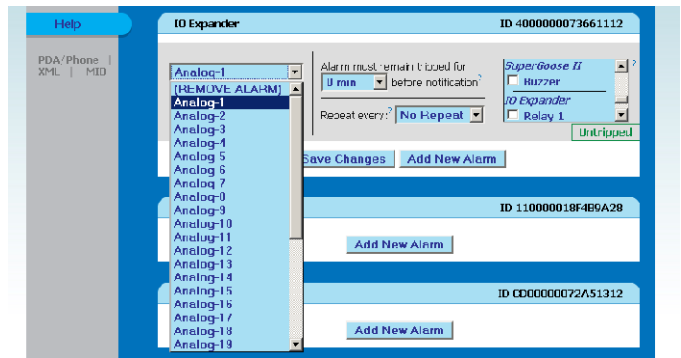 Help
PDA/Phone |
XML | MIB
IO Expander ID 4000000073661112
Analog-1
(REMOVE ALARM)
Analog-1
Analog-2
Analog-3
Analog-4
Analog 5
Analog 6
Analog 7
Analog-8
Analog-9
Analog-10
Analog-11
Analog-12
Analog-13
Analog-14
Analog-15
Analog-16
Analog-17
Analog-18
Analog-19
Alarm must remain tripped for
0 min before notification?
Repeat every:? No Repeat
SuperGoose II ?
Buzzer
IO Expander
Relay 1
Untripped
Save Changes Add New Alarm
ID 110000018F4B9A28
Add New Alarm
ID CD00000072A51312
Add New Alarm